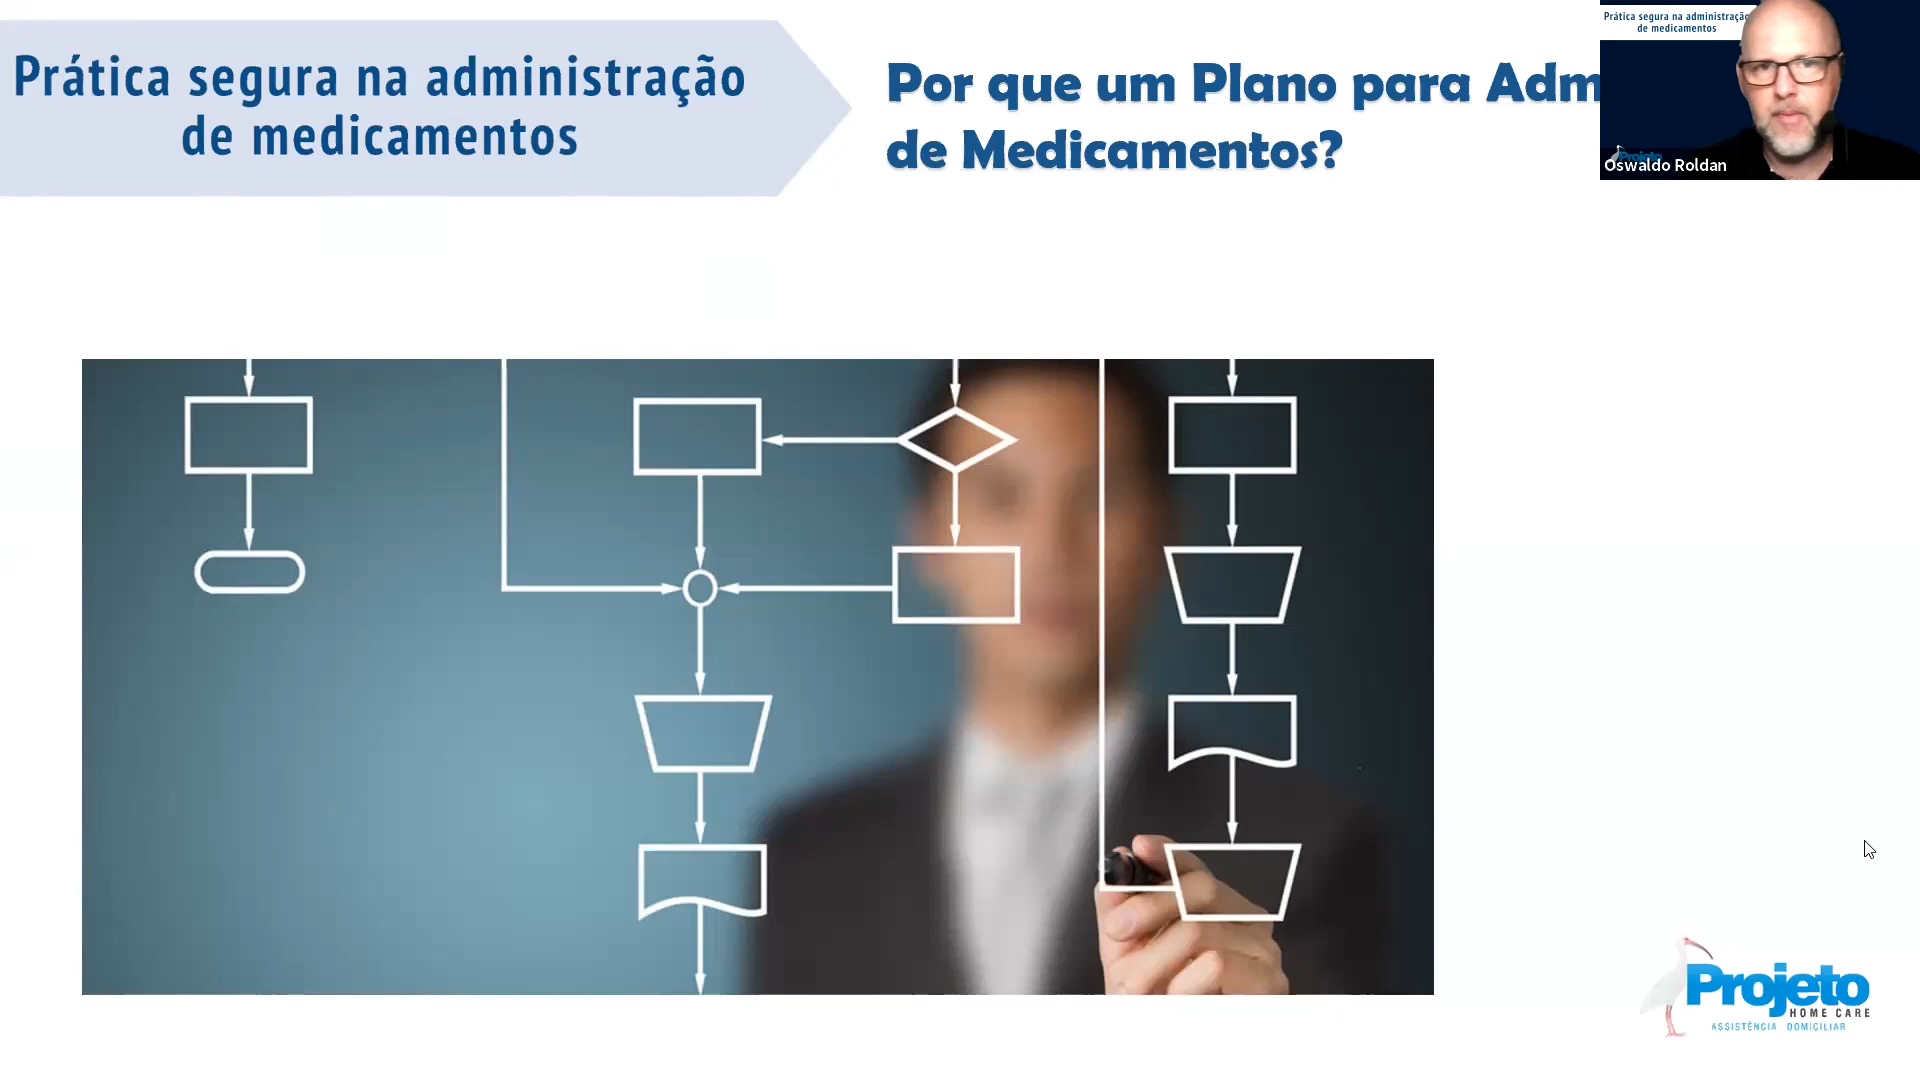 Prática segura na administração
de medicamentos
Por que um Plano para Adm
de Medicamentos?
Prática segura na administração
de medicamentos
Projeto
Oswaldo Roldan
Projeto
HOME CARE
ASSISTÊNCIA DOMICILIAR